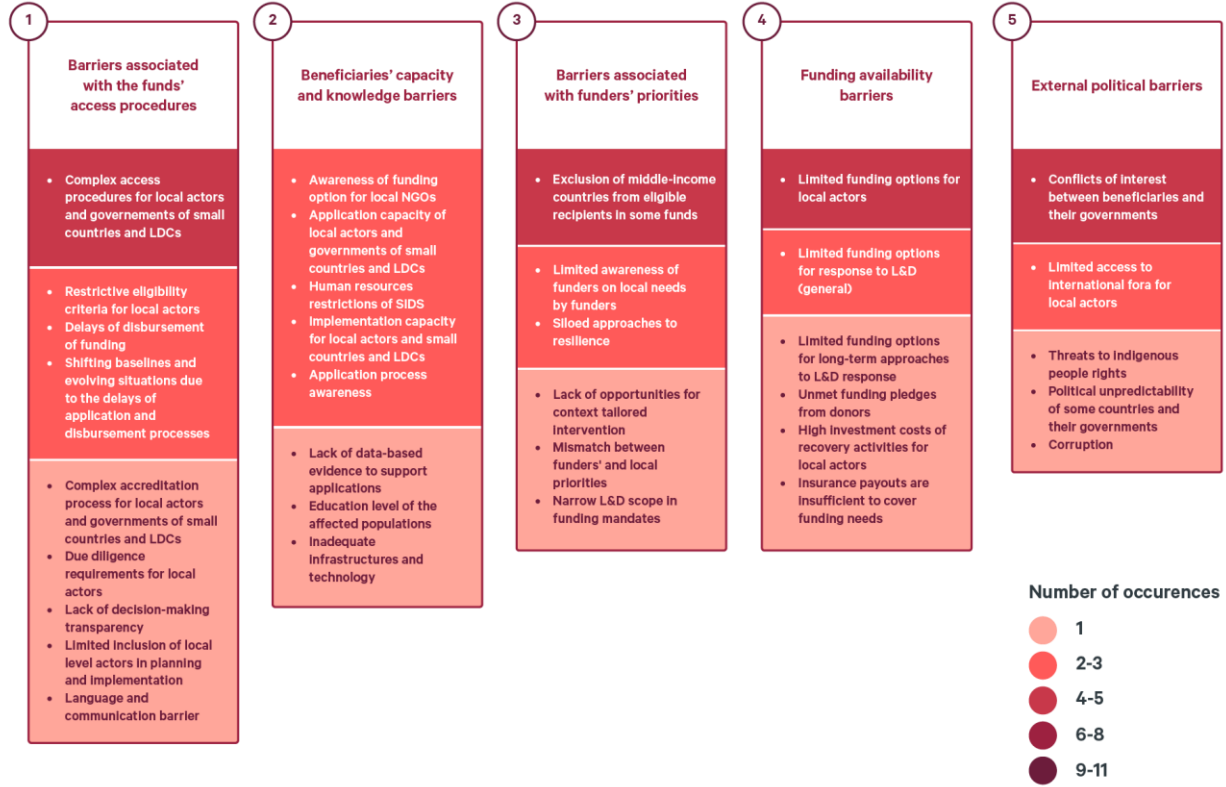 1
Barriers associated
with the funds'
access procedures
• Complex access
procedures for local actors
and governements of small
countries and LDCs
• Restrictive eligibility
criteria for local actors
• Delays of disbursement
of funding
• Shifting baselines and
evolving situations due
to the delays of
application and
disbursement processes
• Complex accreditation
process for local actors
and governments of small
countries and LDCs
• Due diligence
requirements for local
actors
• Lack of decision-making
transparency
• Limited inclusion of local
level actors in planning
and implementation
• Language and
communication barrier
2
Beneficiaries' capacity
and knowledge barriers
• Awareness of funding
option for local NGOs
• Application capacity of
local actors and
governments of small
countries and LDCs
• Human resources
restrictions of SIDS
• Implementation capacity
for local actors and small
countries and LDCs
• Application process
awareness
• Lack of data-based
evidence to support
applications
• Education level of the
affected populations
• Inadequate
infrastructures and
technology
3
Barriers associated
with funders' priorities
• Exclusion of middle-income
countries from eligible
recipients in some funds
• Limited awareness of
funders on local needs
by funders
• Siloed approaches to
resilience
• Lack of opportunities for
context tailored
intervention
• Mismatch between
funders' and local
priorities
• Narrow L&D scope in
funding mandates
4
Funding availability
barriers
• Limited funding options for
local actors
• Limited funding options
for response to L&D
(general)
• Limited funding options
for long-term approaches
to L&D response
• Unmet funding pledges
from donors
• High investment costs of
recovery activities for
local actors
• Insurance payouts are
insufficient to cover
funding needs
5
External political barriers
• Conflicts of interest
between beneficiaries and
their governments
• Limited access to
international fora for
local actors
• Threats to indigenous
people rights
• Political unpredictability
of some countries and
their governments
• Corruption
Number of occurences
1
2-3
4-5
6-8
9-11